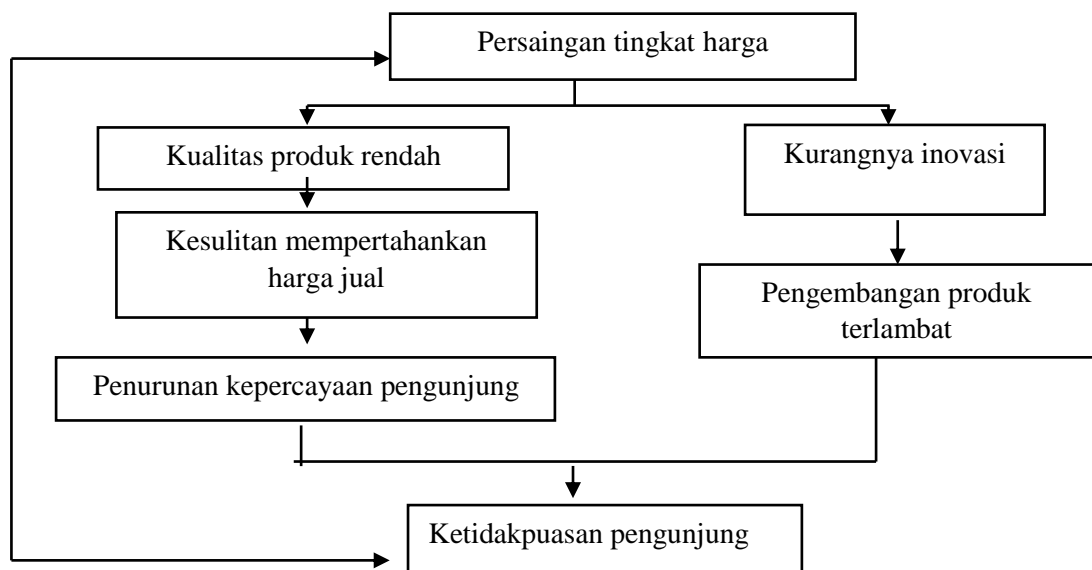 Persaingan tingkat harga
Kualitas produk rendah
Kurangnya inovasi
Kesulitan mempertahankan
harga jual
Pengembangan produk
terlambat
Penurunan kepercayaan pengunjung
Ketidakpuasan pengunjung